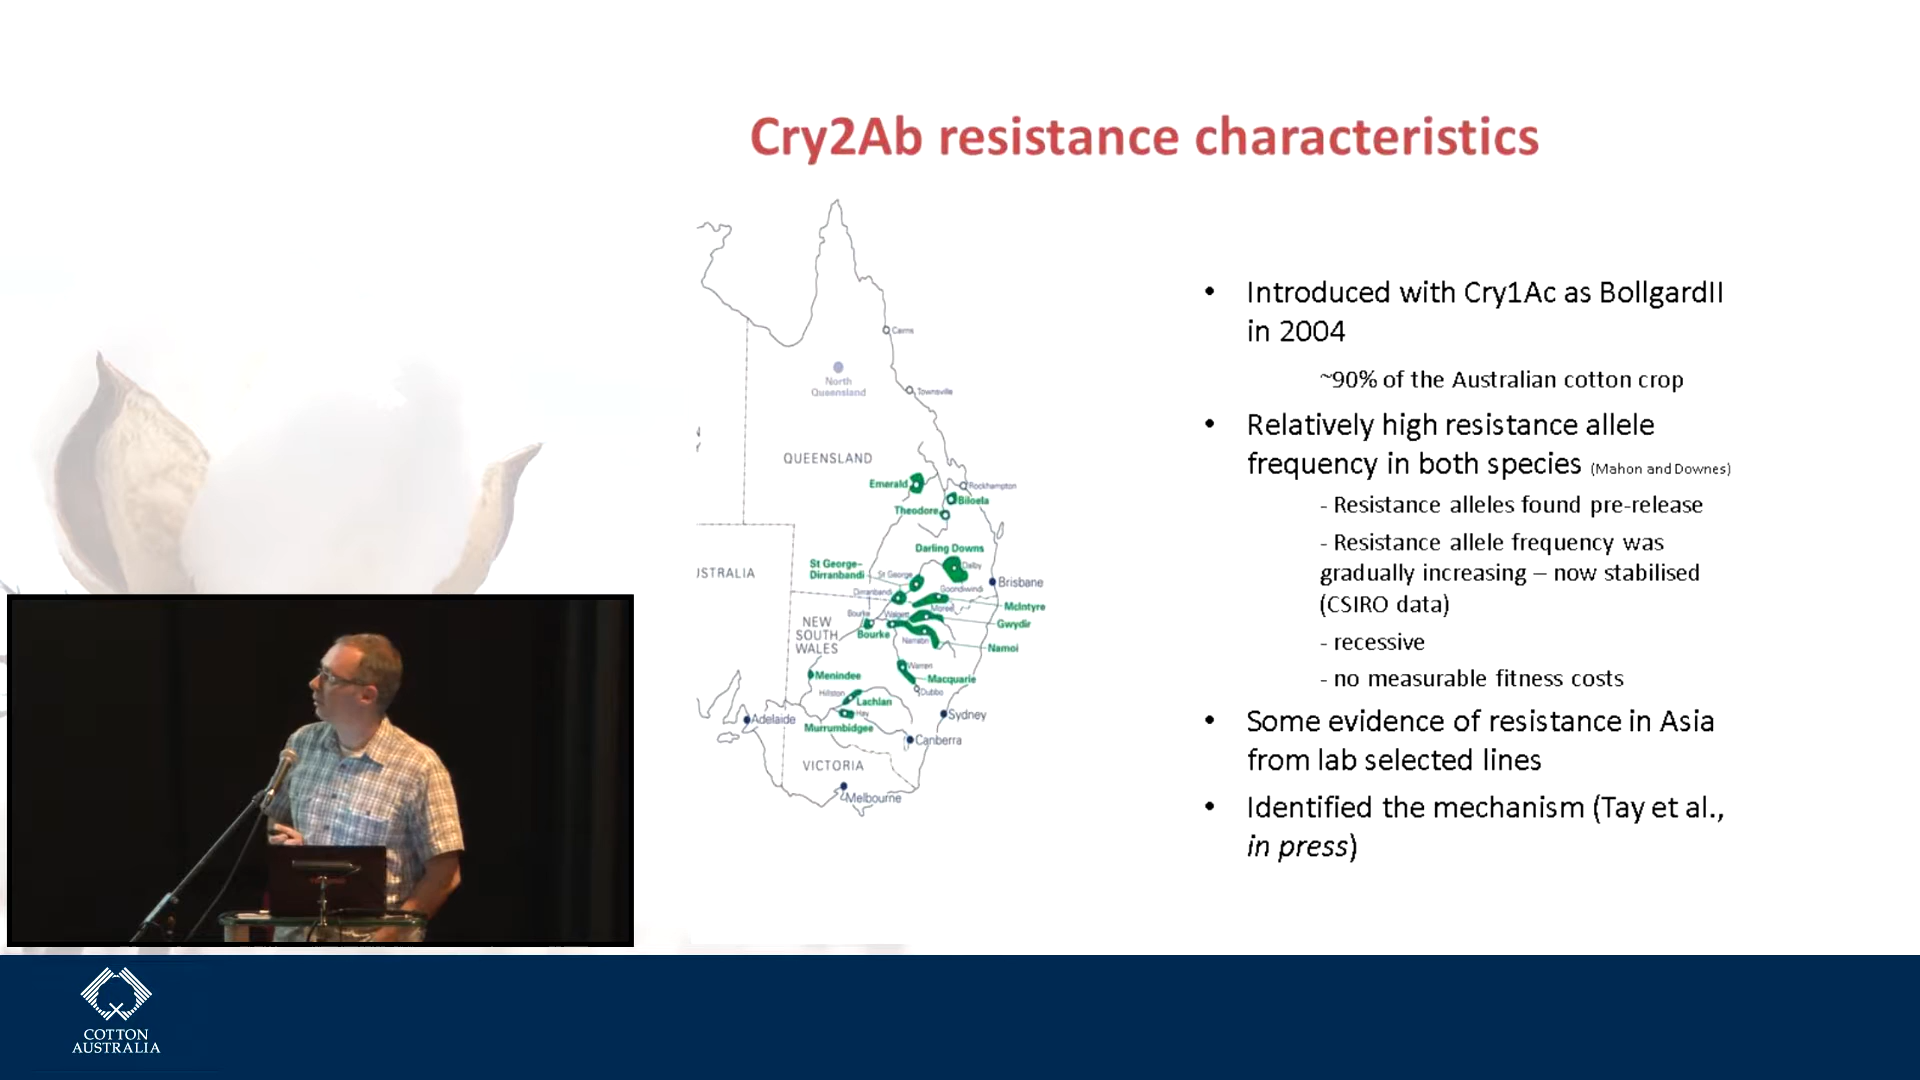 Cry2Ab resistance characteristics
Cairns
North
Queensland
Townsville
QUEENSLAND
Emerald
Rockhampton
Biloela
Theodore
Darling Downs
Dalby
St George–
Dirranbandi
St George
USTRALIA
Brisbane
Goondiwindi
Dirranbandi
McIntyre
Moree
Bourke
Walgett
Gwydir
NEW
SOUTH
WALES
Bourke
Narrabri
Namoi
Warren
Menindee
Macquarie
Dubbo
Hillston
Lachlan
Hay
Sydney
Adelaide
Murrumbidgee
Canberra
VICTORIA
Melbourne
• Introduced with Cry1Ac as BollgardII
in 2004
~90% of the Australian cotton crop
• Relatively high resistance allele
frequency in both species (Mahon and Downes)
- Resistance alleles found pre-release
- Resistance allele frequency was
gradually increasing – now stabilised
(CSIRO data)
- recessive
- no measurable fitness costs
• Some evidence of resistance in Asia
from lab selected lines
• Identified the mechanism (Tay et al.,
in press)
COTTON
AUSTRALIA